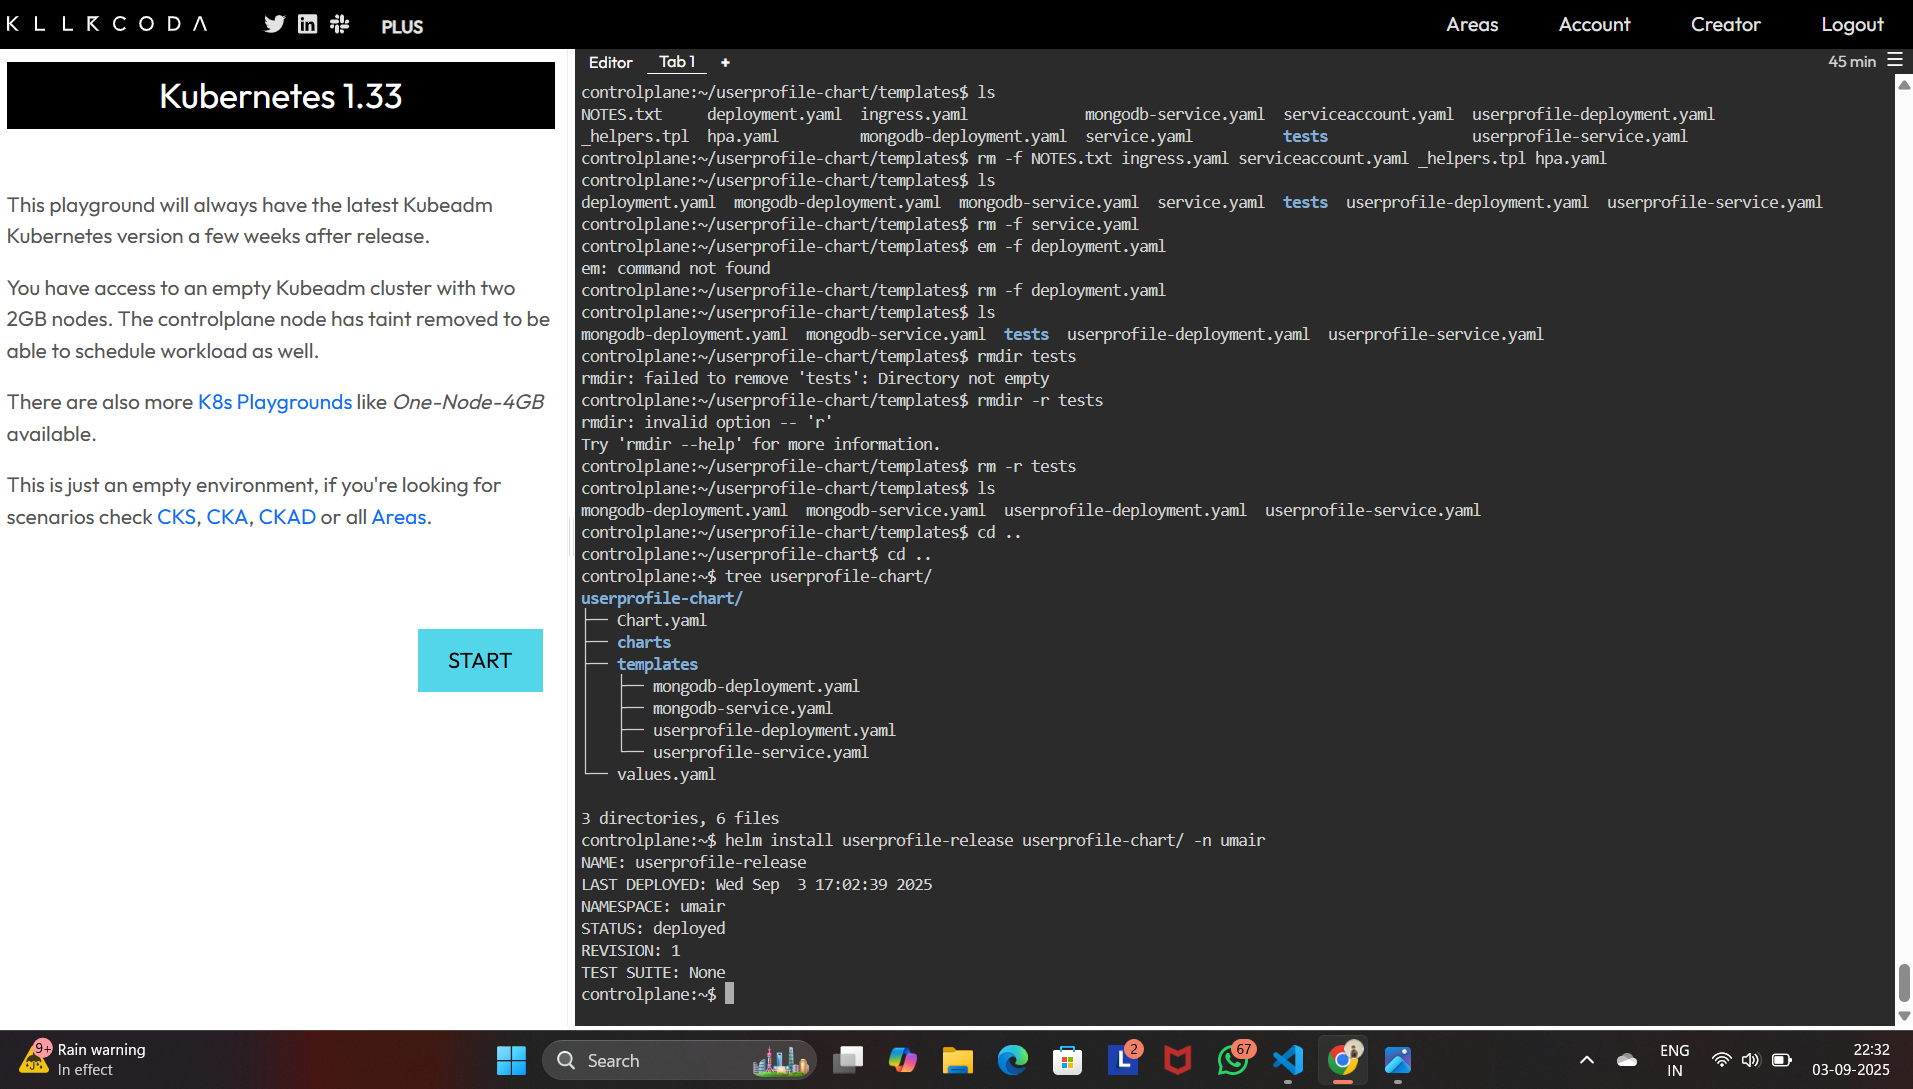 KLLRCODA
PLUS
Areas
Account
Creator
Logout
Kubernetes 1.33
This playground will always have the latest Kubeadm
Kubernetes version a few weeks after release.
You have access to an empty Kubeadm cluster with two
2GB nodes. The controlplane node has taint removed to be
able to schedule workload as well.
There are also more K8s Playgrounds like One-Node-4GB
available.
This is just an empty environment, if you're looking for
scenarios check CKS, CKA, CKAD or all Areas.
START
Editor Tab 1 +
45 min
controlplane:~/userprofile-chart/templates$ ls
NOTES.txt deployment.yaml ingress.yaml mongodb-service.yaml serviceaccount.yaml userprofile-deployment.yaml
_helpers.tpl hpa.yaml mongodb-deployment.yaml service.yaml tests userprofile-service.yaml
controlplane:~/userprofile-chart/templates$ rm -f NOTES.txt ingress.yaml serviceaccount.yaml _helpers.tpl hpa.yaml
controlplane:~/userprofile-chart/templates$ ls
deployment.yaml mongodb-deployment.yaml mongodb-service.yaml service.yaml tests userprofile-deployment.yaml userprofile-service.yaml
controlplane:~/userprofile-chart/templates$ rm -f service.yaml
controlplane:~/userprofile-chart/templates$ em -f deployment.yaml
em: command not found
controlplane:~/userprofile-chart/templates$ rm -f deployment.yaml
controlplane:~/userprofile-chart/templates$ ls
mongodb-deployment.yaml mongodb-service.yaml tests userprofile-deployment.yaml userprofile-service.yaml
controlplane:~/userprofile-chart/templates$ rmdir tests
rmdir: failed to remove 'tests': Directory not empty
controlplane:~/userprofile-chart/templates$ rmdir -r tests
rmdir: invalid option -- 'r'
Try 'rmdir --help' for more information.
controlplane:~/userprofile-chart/templates$ rm -r tests
controlplane:~/userprofile-chart/templates$ ls
mongodb-deployment.yaml mongodb-service.yaml userprofile-deployment.yaml userprofile-service.yaml
controlplane:~/userprofile-chart/templates$ cd ..
controlplane:~/userprofile-chart$ cd ..
controlplane:~$ tree userprofile-chart/
userprofile-chart/
├── Chart.yaml
├── charts
├── templates
│   ├── mongodb-deployment.yaml
│   ├── mongodb-service.yaml
│   ├── userprofile-deployment.yaml
│   └── userprofile-service.yaml
└── values.yaml
3 directories, 6 files
controlplane:~$ helm install userprofile-release userprofile-chart/ -n umair
NAME: userprofile-release
LAST DEPLOYED: Wed Sep  3 17:02:39 2025
NAMESPACE: umair
STATUS: deployed
REVISION: 1
TEST SUITE: None
controlplane:~$
9+
Rain warning
In effect
Search
L
2
67
ENG
IN
22:32
03-09-2025